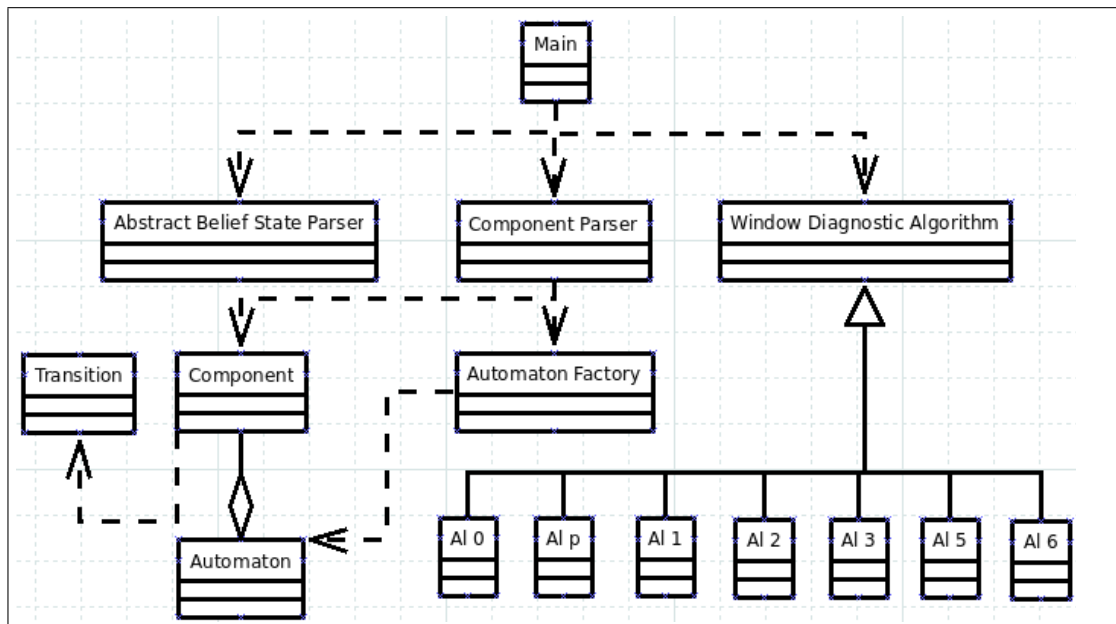 Main
Abstract Belief State Parser
Component Parser
Window Diagnostic Algorithm
Transition
Component
Automaton Factory
Al 0
Al p
Al 1
Al 2
Al 3
Al 5
Al 6
Automaton